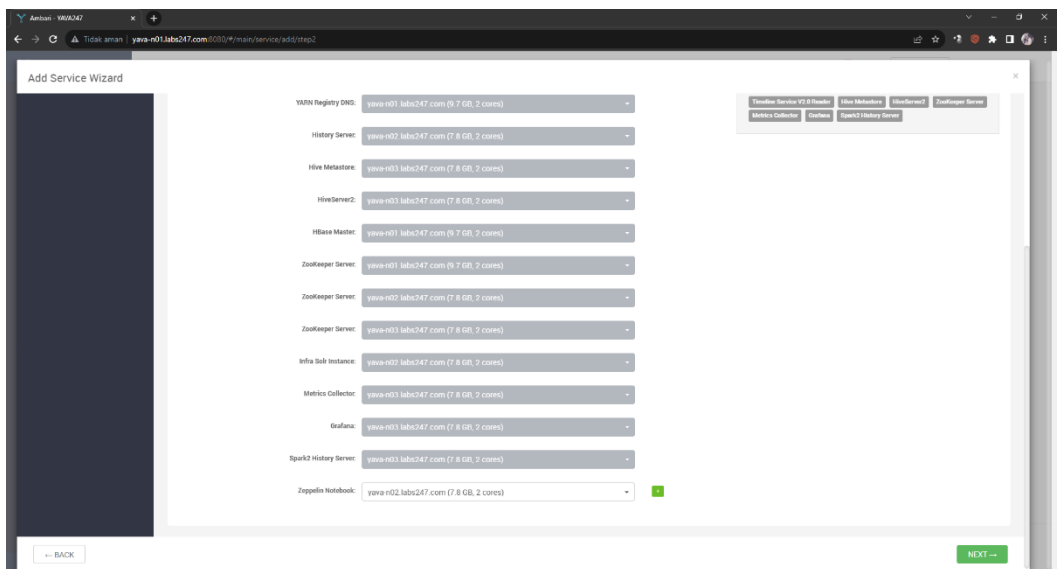 Ambari - YAVA247
Tidak aman | yava-n01.labs247.com:8080/#/main/service/add/step2
Add Service Wizard
YARN Registry DNS: yava-n01.labs247.com (9.7 GB, 2 cores)
Timeline Service V2.0 Reader Hive Metastore HiveServer2 ZooKeeper Server
Metrics Collector Grafana Spark2 History Server
History Server: yava-n02.labs247.com (7.8 GB, 2 cores)
Hive Metastore: yava-n03.labs247.com (7.8 GB, 2 cores)
HiveServer2: yava-n03.labs247.com (7.8 GB, 2 cores)
HBase Master: yava-n01.labs247.com (9.7 GB, 2 cores)
ZooKeeper Server: yava-n01.labs247.com (9.7 GB, 2 cores)
ZooKeeper Server: yava-n02.labs247.com (7.8 GB, 2 cores)
ZooKeeper Server: yava-n03.labs247.com (7.8 GB, 2 cores)
Infra Solr Instance: yava-n02.labs247.com (7.8 GB, 2 cores)
Metrics Collector: yava-n03.labs247.com (7.8 GB, 2 cores)
Grafana: yava-n03.labs247.com (7.8 GB, 2 cores)
Spark2 History Server: yava-n03.labs247.com (7.8 GB, 2 cores)
Zeppelin Notebook: yava-n02.labs247.com (7.8 GB, 2 cores) +
← BACK
NEXT →